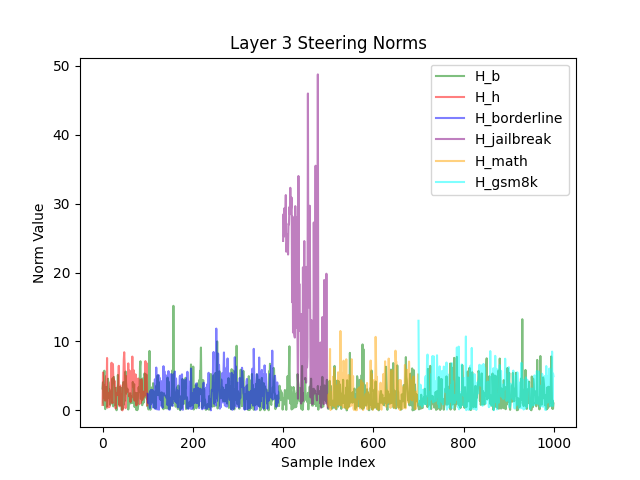 Layer 3 Steering Norms
50
40
30
20
10
0
Norm Value
0
200
400
600
800
1000
Sample Index
H_b
H_h
H_borderline
H_jailbreak
H_math
H_gsm8k